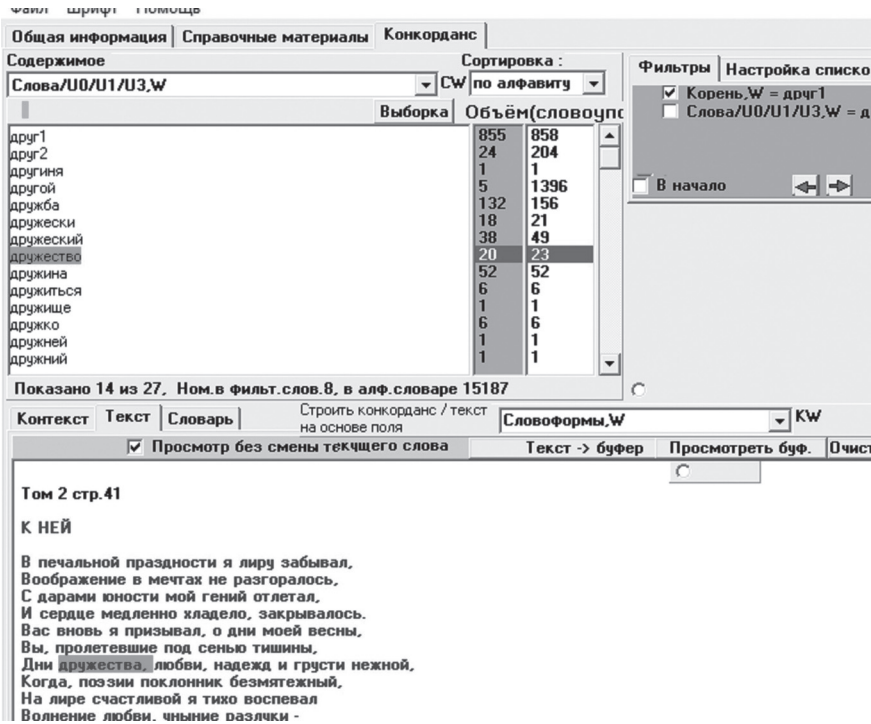 Файл Шрифт Помощь
Общая информация Справочные материалы Конкорданс
Содержимое Сортировка :
Слова/U0/U1/U3,W CW по алфавиту
Выборка Объём(словоупо
друг1 855 858
друг2 24 204
другиня 1 1
другой 5 1396
дружба 132 156
дружески 18 21
дружеский 38 49
дружество 20 23
дружина 52 52
дружиться 6 6
дружище 1 1
дружко 6 6
дружней 1 1
дружний 1 1
Показано 14 из 27, Ном.в Фильт.слов.8, в алф.словаре 15187
Фильтры Настройка списко
Корень,W = друг1
Слова/U0/U1/U3,W = д
В начало
Контекст Текст Словарь Строить конкорданс / текст на основе поля Словоформы,W KW
Просмотр без смены текущего слова Текст -> буфер Просмотреть буф. Очист
Том 2 стр.41
К НЕЙ
В печальной праздности я лиру забывал,
Воображение в мечтах не разгоралось,
С дарами юности мой гений отлетал,
И сердце медленно хладело, закрывалось.
Вас вновь я призывал, о дни моей весны,
Вы, пролетевшие под сенью тишины,
Дни дружества, любви, надежд и грусти нежной,
Когда, поэзии поклонник безмятежный,
На лире счастливой я тихо воспевал
Волнение любви, уныние разлуки -